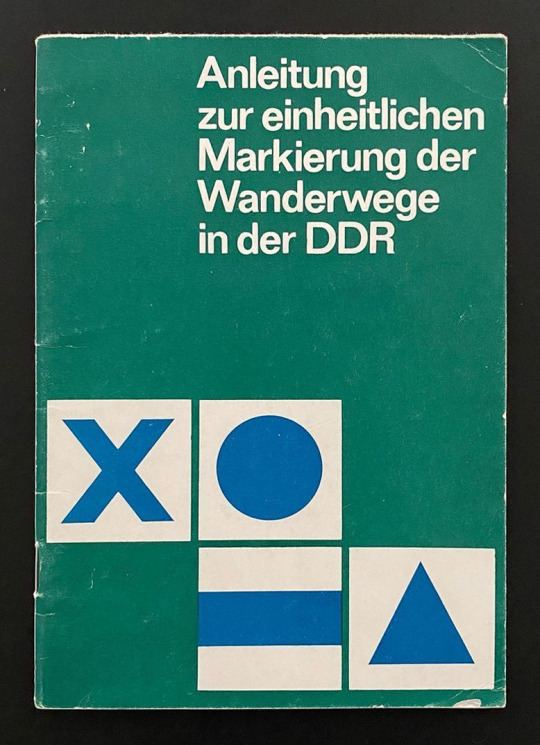 Anleitung
zur einheitlichen
Markierung der
Wanderwege
in der DDR